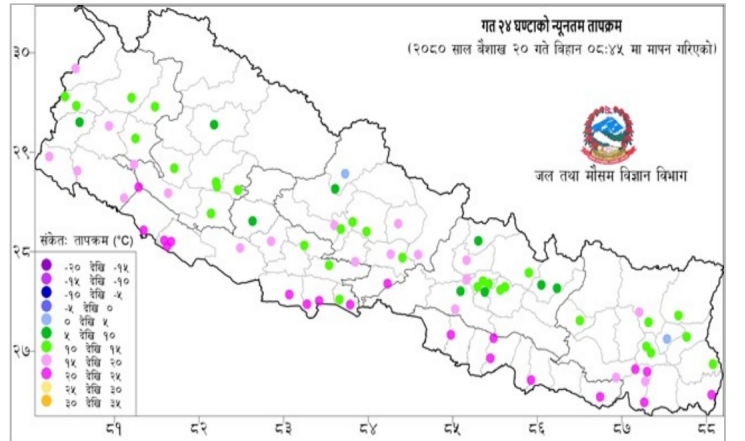 गत २४ घण्टाको न्यूनतम तापक्रम
(२०८० साल बैशाख २० गते विहान ०८:४५ मा मापन गरिएको)
जल तथा मौसम विज्ञान विभाग
३०
२९
२८
२७
संकेतः तापक्रम (°C)
-२० देखि -१५
-१५ देखि -१०
-१० देखि -५
-५ देखि ०
० देखि ५
५ देखि १०
१० देखि १५
१५ देखि २०
२० देखि २५
२५ देखि ३०
३० देखि ३५
८१ ८२ ८३ ८४ ८५ ८६ ८७ ८८